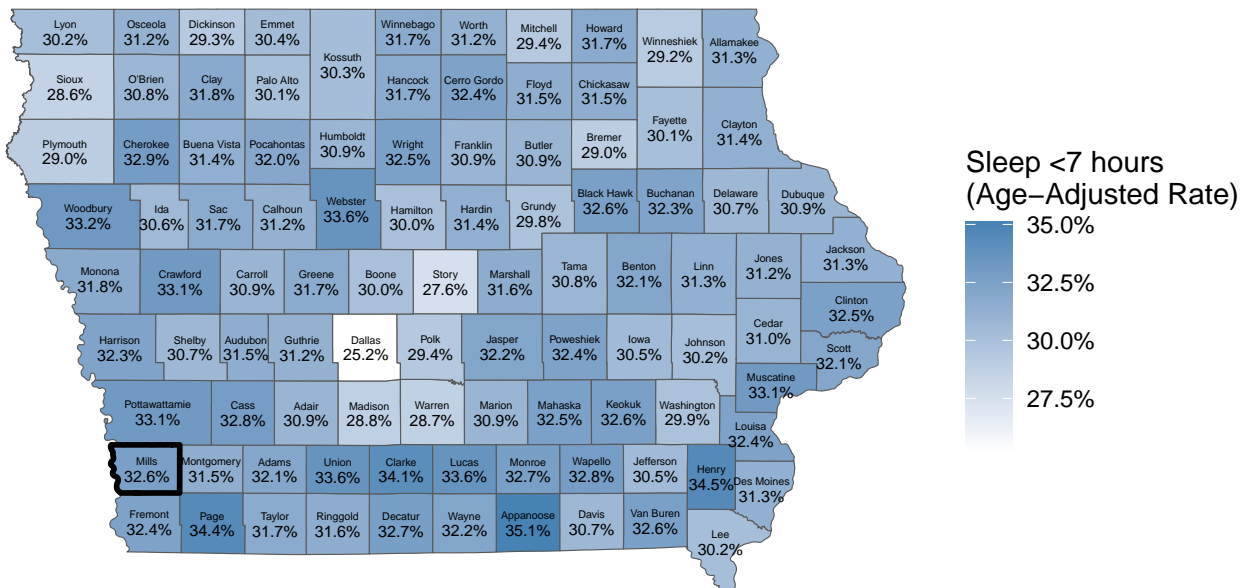 Lyon
30.2%
Osceola
31.2%
Dickinson
29.3%
Emmet
30.4%
Kossuth
30.3%
Winnebago
31.7%
Worth
31.2%
Mitchell
29.4%
Howard
31.7%
Winneshiek
29.2%
Allamakee
31.3%
Sioux
28.6%
O'Brien
30.8%
Clay
31.8%
Palo Alto
30.1%
Hancock
31.7%
Cerro Gordo
32.4%
Floyd
31.5%
Chickasaw
31.5%
Fayette
30.1%
Clayton
31.4%
Plymouth
29.0%
Cherokee
32.9%
Buena Vista
31.4%
Pocahontas
32.0%
Humboldt
30.9%
Wright
32.5%
Franklin
30.9%
Butler
30.9%
Bremer
29.0%
Woodbury
33.2%
Ida
30.6%
Sac
31.7%
Calhoun
31.2%
Webster
33.6%
Hamilton
30.0%
Hardin
31.4%
Grundy
29.8%
Black Hawk
32.6%
Buchanan
32.3%
Delaware
30.7%
Dubuque
30.9%
Monona
31.8%
Crawford
33.1%
Carroll
30.9%
Greene
31.7%
Boone
30.0%
Story
27.6%
Marshall
31.6%
Tama
30.8%
Benton
32.1%
Linn
31.3%
Jones
31.2%
Jackson
31.3%
Clinton
32.5%
Harrison
32.3%
Shelby
30.7%
Audubon
31.5%
Guthrie
31.2%
Dallas
25.2%
Polk
29.4%
Jasper
32.2%
Poweshiek
32.4%
Iowa
30.5%
Johnson
30.2%
Cedar
31.0%
Scott
32.1%
Muscatine
33.1%
Pottawattamie
33.1%
Cass
32.8%
Adair
30.9%
Madison
28.8%
Warren
28.7%
Marion
30.9%
Mahaska
32.5%
Keokuk
32.6%
Washington
29.9%
Louisa
32.4%
Mills
32.6%
Montgomery
31.5%
Adams
32.1%
Union
33.6%
Clarke
34.1%
Lucas
33.6%
Monroe
32.7%
Wapello
32.8%
Jefferson
30.5%
Henry
34.5%
Des Moines
31.3%
Fremont
32.4%
Page
34.4%
Taylor
31.7%
Ringgold
31.6%
Decatur
32.7%
Wayne
32.2%
Appanoose
35.1%
Davis
30.7%
Van Buren
32.6%
Lee
30.2%
Sleep <7 hours
(Age−Adjusted Rate)
35.0%
32.5%
30.0%
27.5%